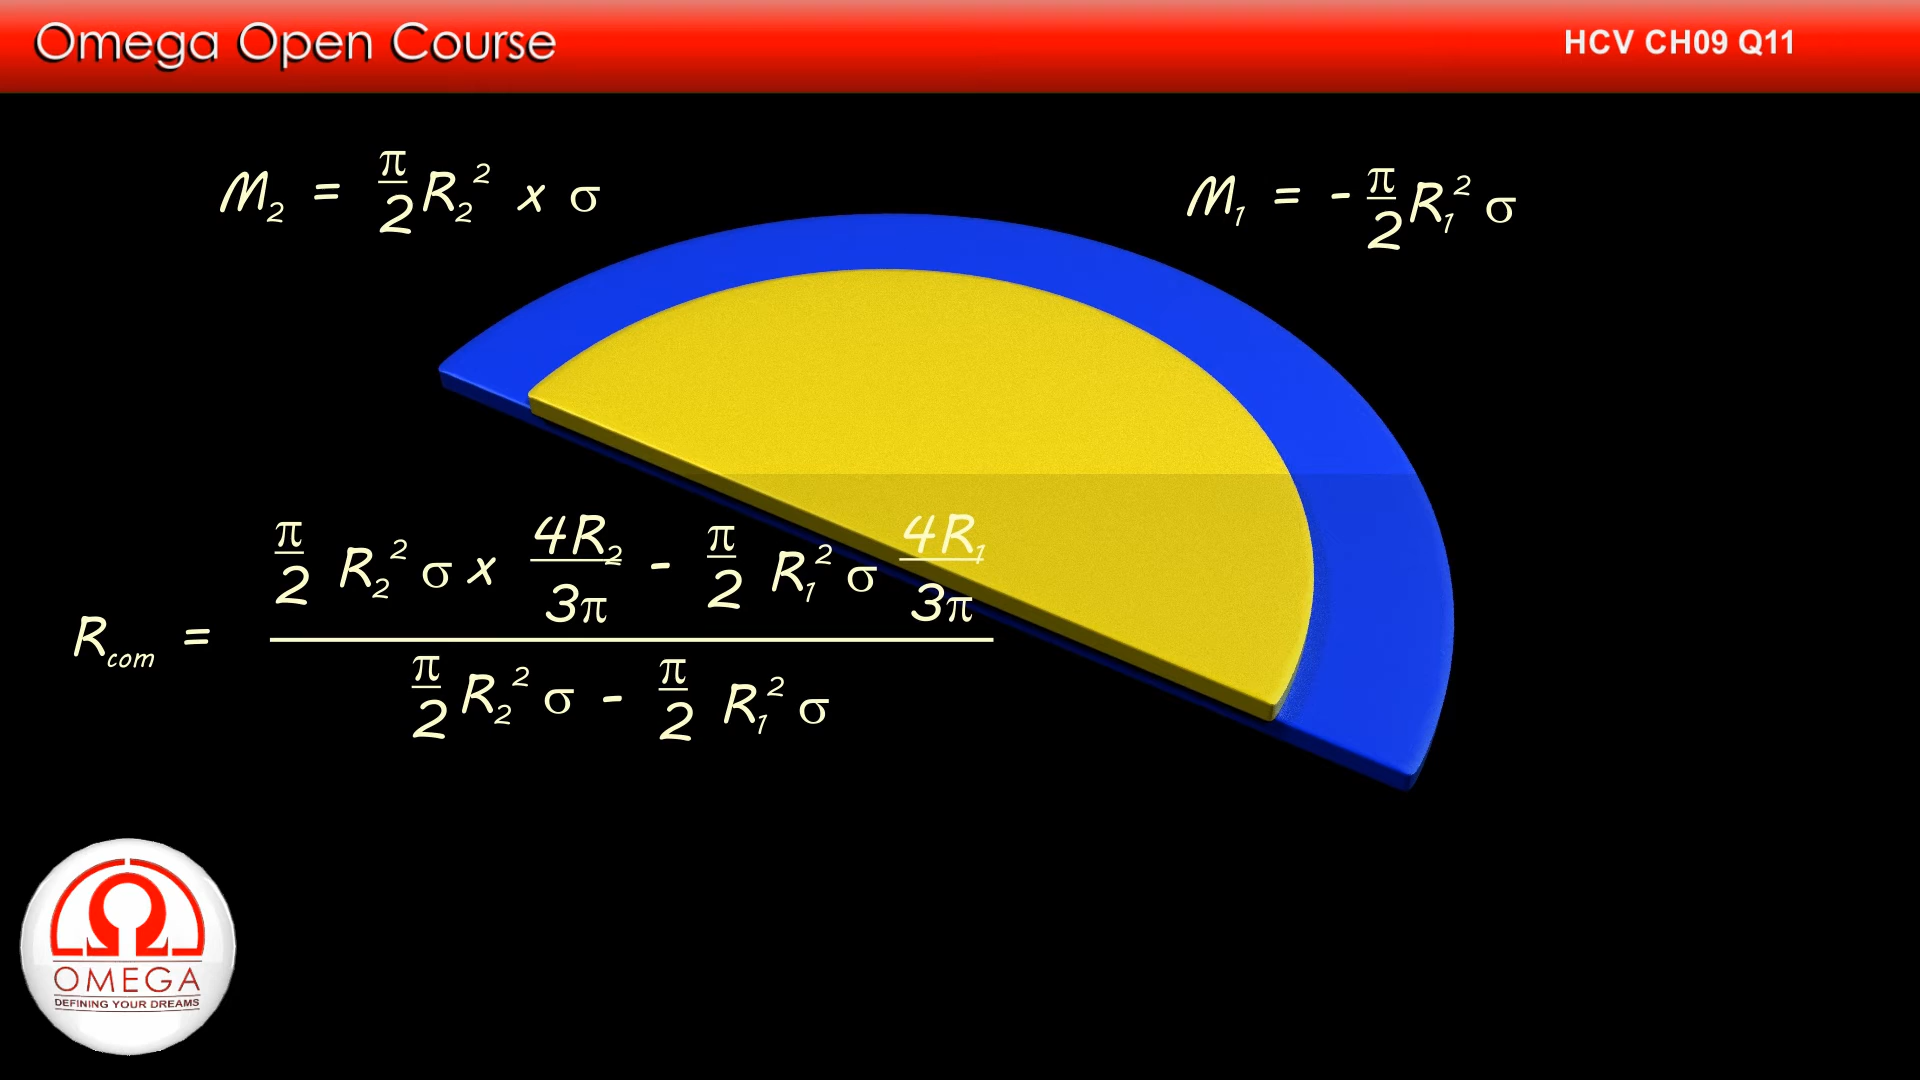 Omega Open Course
HCV CH09 Q11
M₂ = π/2 R₂² x σ
M₁ = - π/2 R₁² σ
R_com = (π/2 R₂² σ x 4R₂/3π - π/2 R₁² σ 4R₁/3π) / (π/2 R₂² σ - π/2 R₁² σ)
OMEGA
DEFINING YOUR DREAMS